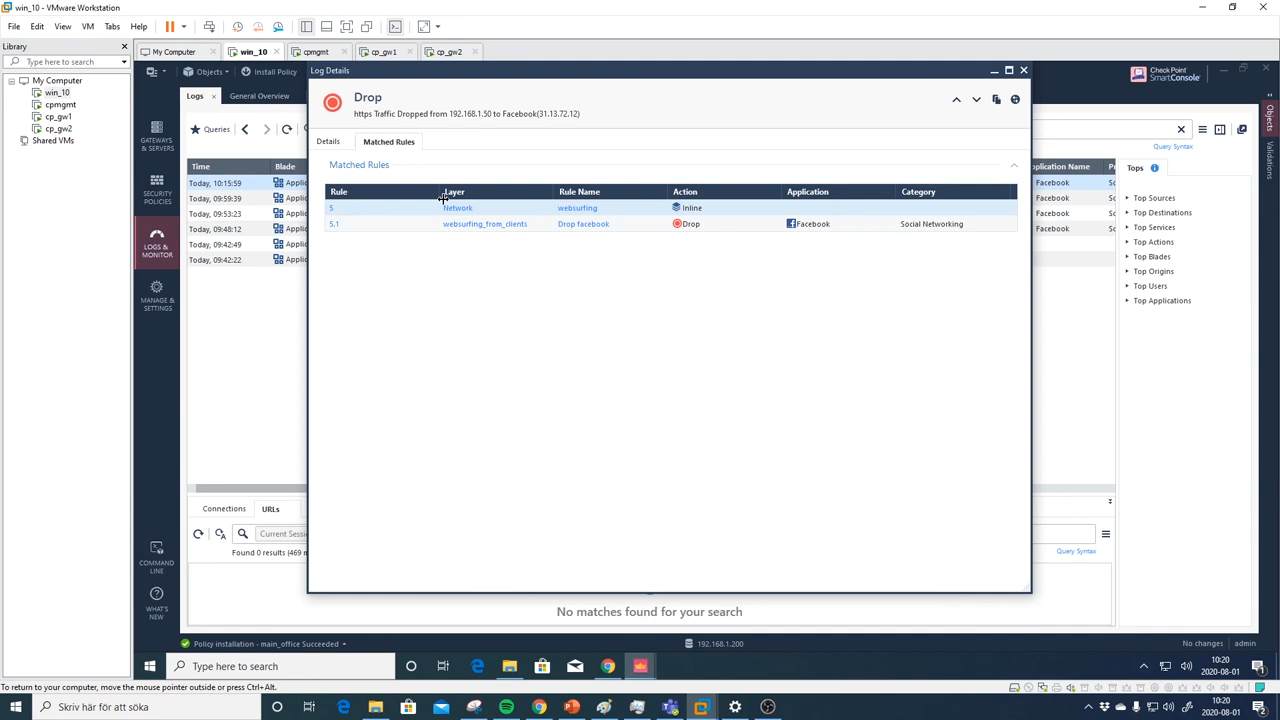 win_10 - VMware Workstation
File Edit View VM Tabs Help
Library
Type here to search
My Computer
win_10
cpmgmt
cp_gw1
cp_gw2
Shared VMs
My Computer win_10 cpmgmt cp_gw1 cp_gw2
Objects Install Policy
Check Point
SmartConsole
Logs General Overview
Queries
Query Syntax
GATEWAYS
& SERVERS
SECURITY
POLICIES
LOGS &
MONITOR
MANAGE &
SETTINGS
COMMAND
LINE
WHAT'S
NEW
Time Blade
Today, 10:15:59
Today, 09:59:39
Today, 09:53:23
Today, 09:48:12
Today, 09:42:49
Today, 09:42:22
Log Details
Drop
https Traffic Dropped from 192.168.1.50 to Facebook(31.13.72.12)
Details Matched Rules
Matched Rules
Rule Layer Rule Name Action Application Category
5 Network websurfing Inline
5.1 websurfing_from_clients Drop facebook Drop Facebook Social Networking
pplication Name
Facebook
Facebook
Facebook
Facebook
Tops
Top Sources
Top Destinations
Top Services
Top Actions
Top Blades
Top Origins
Top Users
Top Applications
Objects
Validations
Connections URLs
Current Sessi
Found 0 results (469 m
Query Syntax
No matches found for your search
Policy installation - main_office Succeeded
192.168.1.200
No changes admin
Type here to search
10:20
2020-08-01
To return to your computer, move the mouse pointer outside or press Ctrl+Alt.
Skriv här för att söka
10:20
2020-08-01